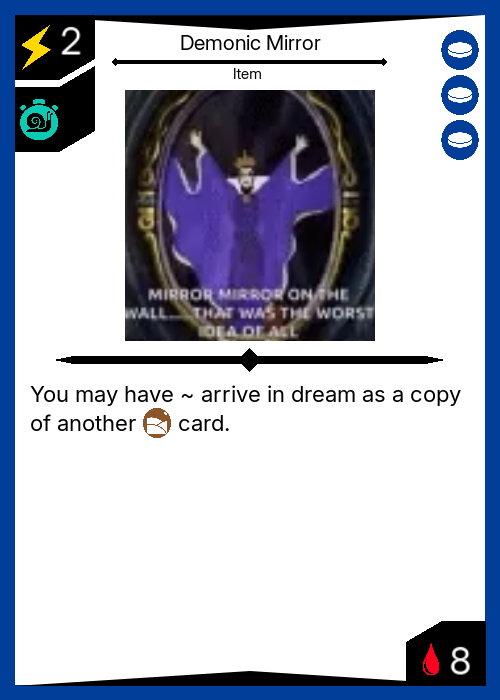 2
Demonic Mirror
Item
MIRROR MIRROR ON THE
WALL.....THAT WAS THE WORST
IDEA OF ALL
You may have ~ arrive in dream as a copy
of another card.
8